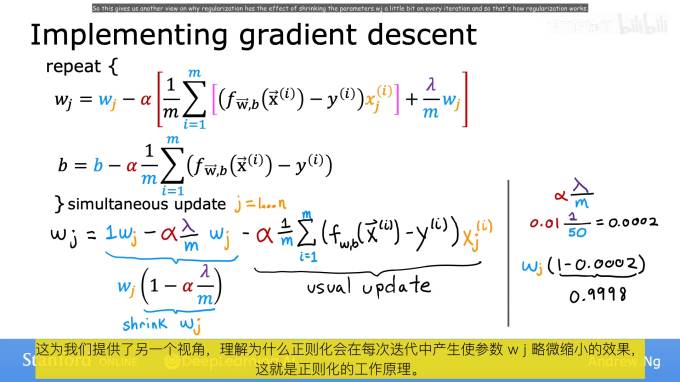 So this gives us another view on why regularization has the effect of shrinking the parameters wj a little bit on every iteration and so that's how regularization works.
bilibili
Implementing gradient descent
repeat {
w_j = w_j − α [ 1/m ∑_{i=1}^{m} [(f_{w⃗,b}(x⃗^{(i)}) − y^{(i)}) x_j^{(i)}] + λ/m w_j ]
b = b − α 1/m ∑_{i=1}^{m} (f_{w⃗,b}(x⃗^{(i)}) − y^{(i)})
} simultaneous update j=1...n
w_j = 1w_j − α λ/m w_j − α 1/m ∑_{i=1}^{m} (f_{w⃗,b}(x⃗^{(i)}) − y^{(i)}) x_j^{(i)}
w_j (1 − α λ/m)
usual update
shrink w_j
α λ/m
0.01 1/50 = 0.0002
w_j (1−0.0002)
0.9998
这为我们提供了另一个视角，理解为什么正则化会在每次迭代中产生使参数 w j 略微缩小的效果，
这就是正则化的工作原理。
Stanford ONLINE
DeepLearning
Andrew Ng